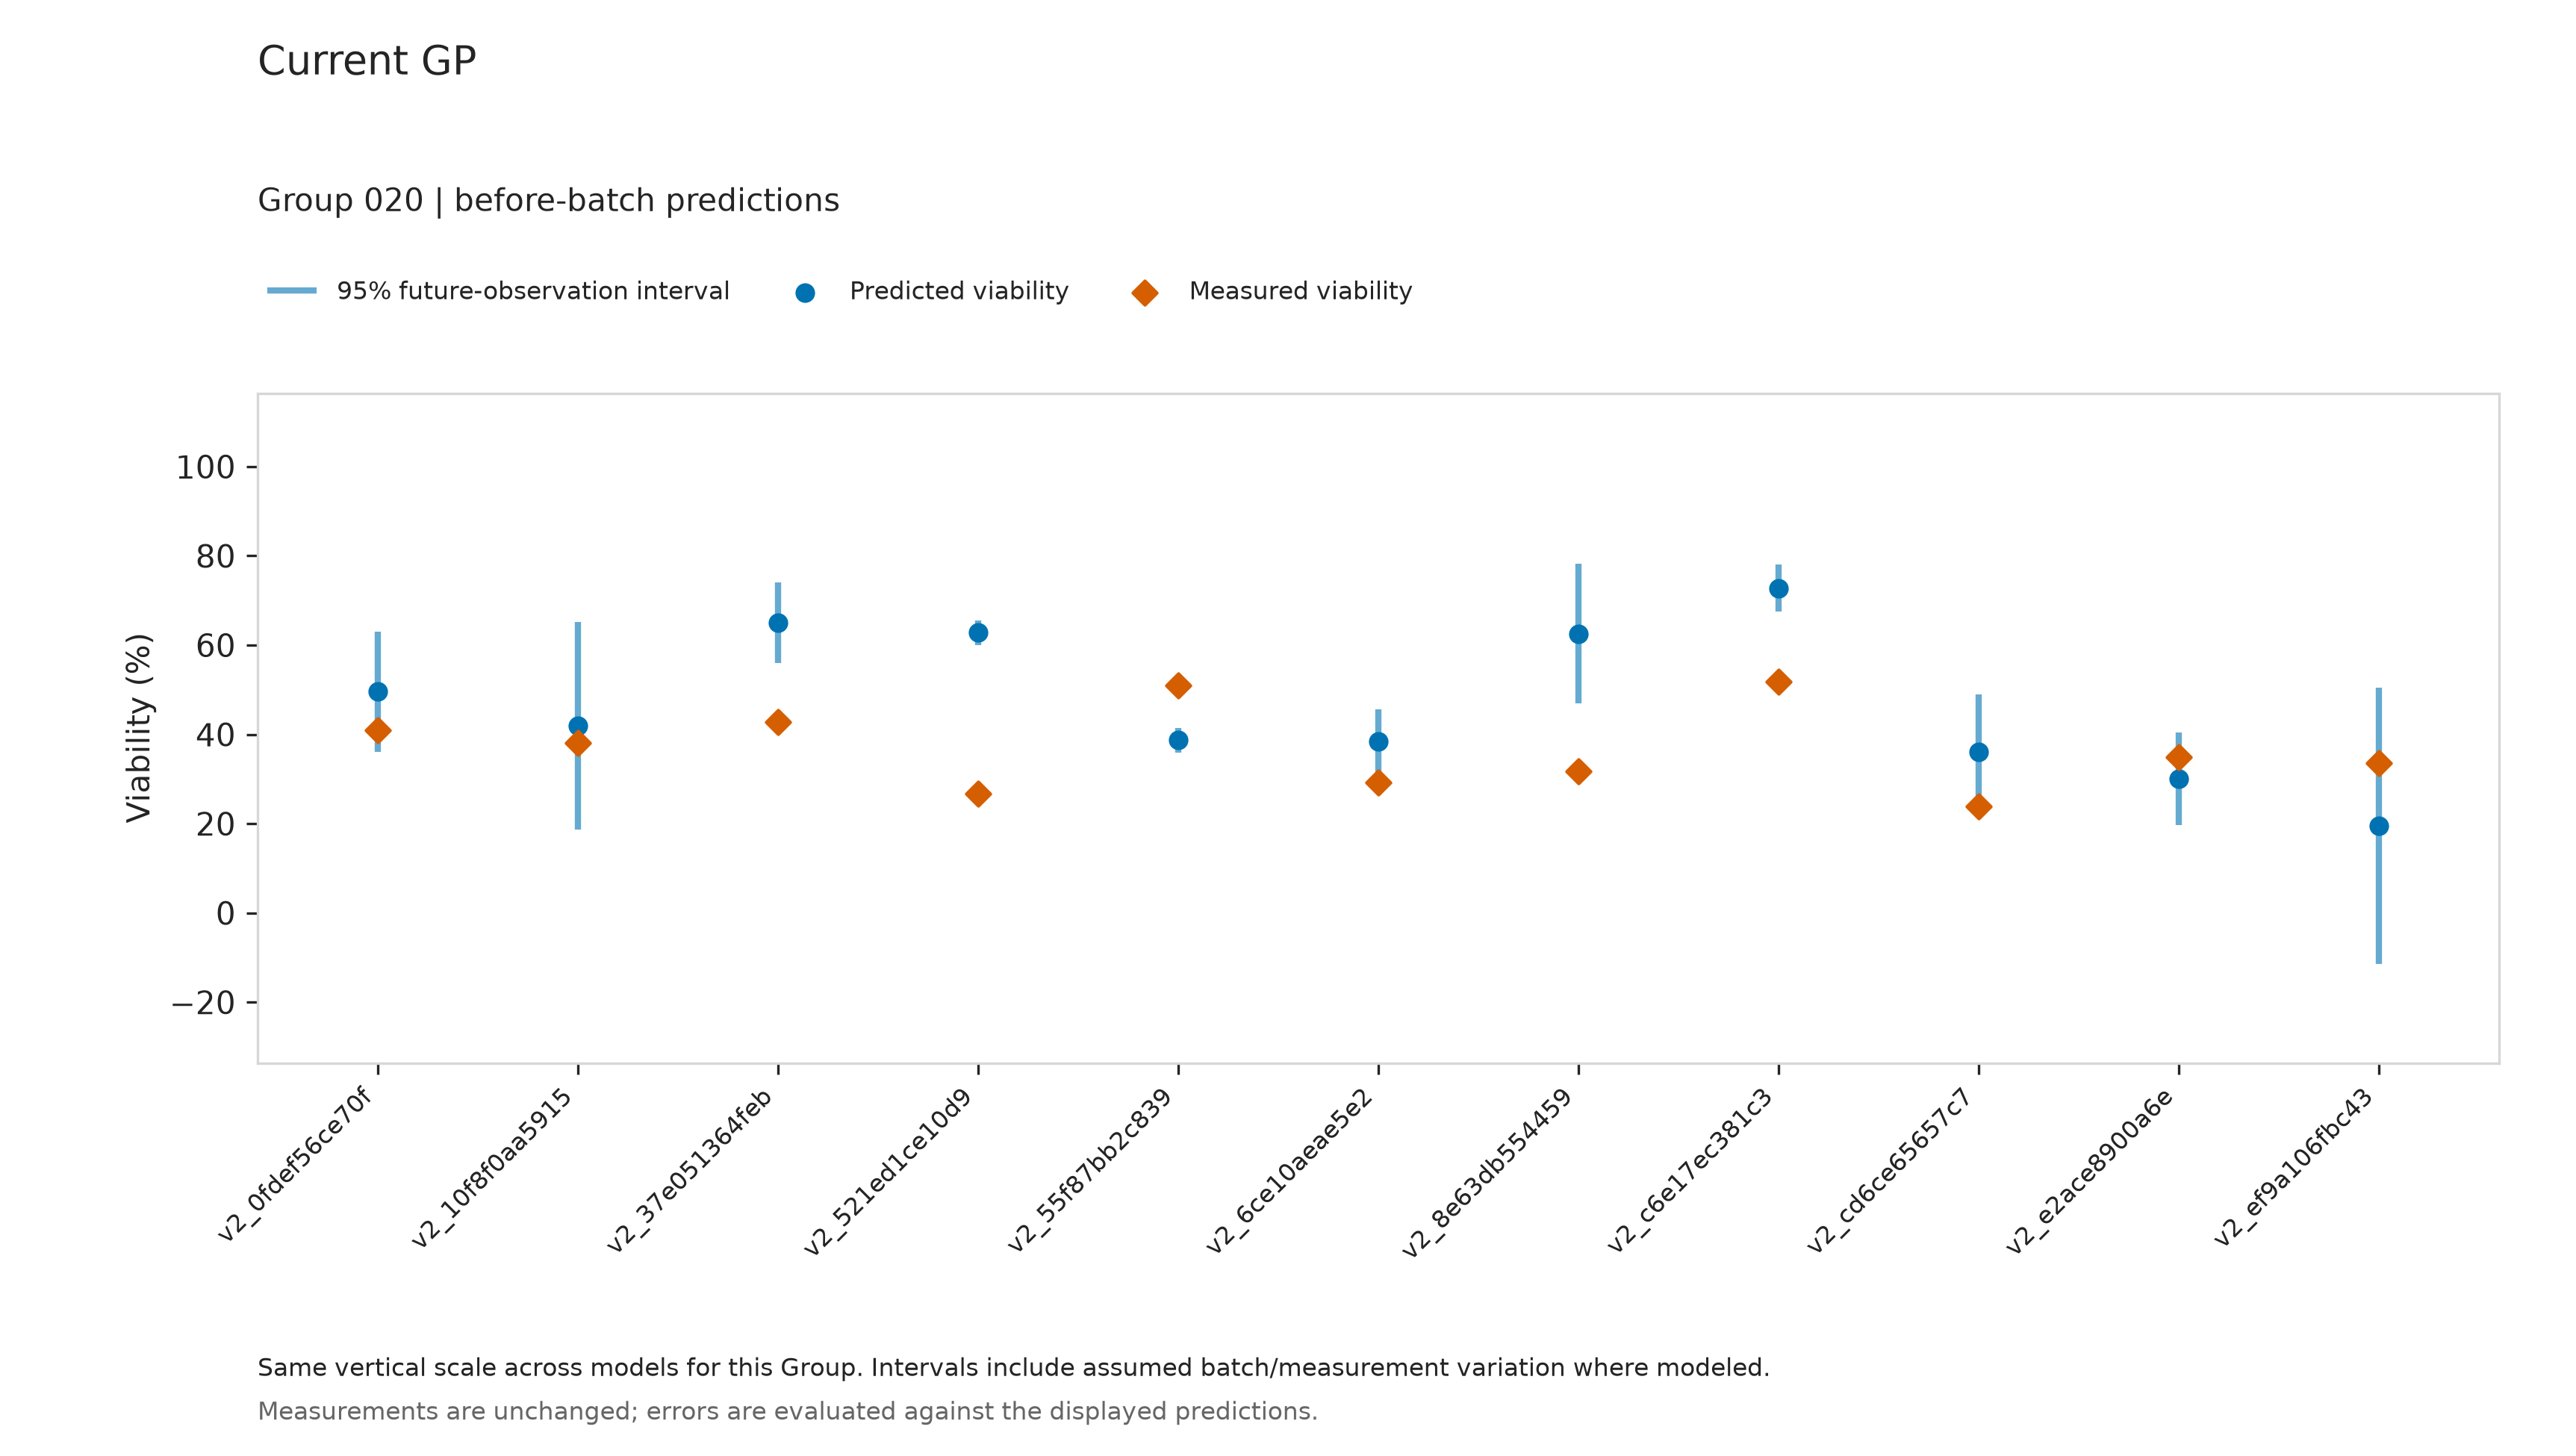 Current GP
Group 020 | before-batch predictions
95% future-observation interval
Predicted viability
Measured viability
Viability (%)
100
80
60
40
20
0
−20
v2_0fdef56ce70f
v2_10f8f0aa5915
v2_37e051364feb
v2_521ed1ce10d9
v2_55f87bb2c839
v2_6ce10aeae5e2
v2_8e63db554459
v2_c6e17ec381c3
v2_cd6ce65657c7
v2_e2ace8900a6e
v2_ef9a106fbc43
Same vertical scale across models for this Group. Intervals include assumed batch/measurement variation where modeled.
Measurements are unchanged; errors are evaluated against the displayed predictions.